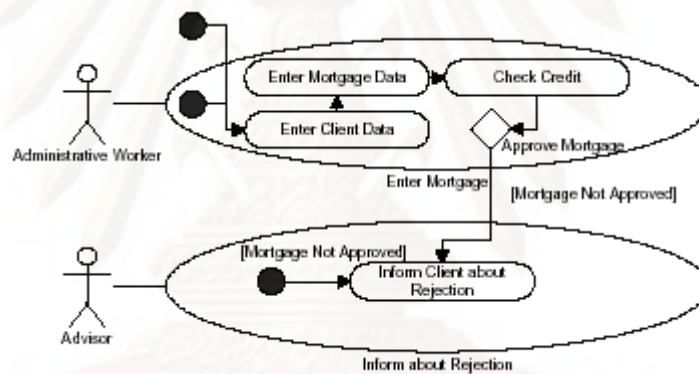 Enter Mortgage Data
Check Credit
Enter Client Data
Administrative Worker
Approve Mortgage
Enter Mortgage
[Mortgage Not Approved]
[Mortgage Not Approved]
Inform Client about
Rejection
Advisor
Inform about Rejection